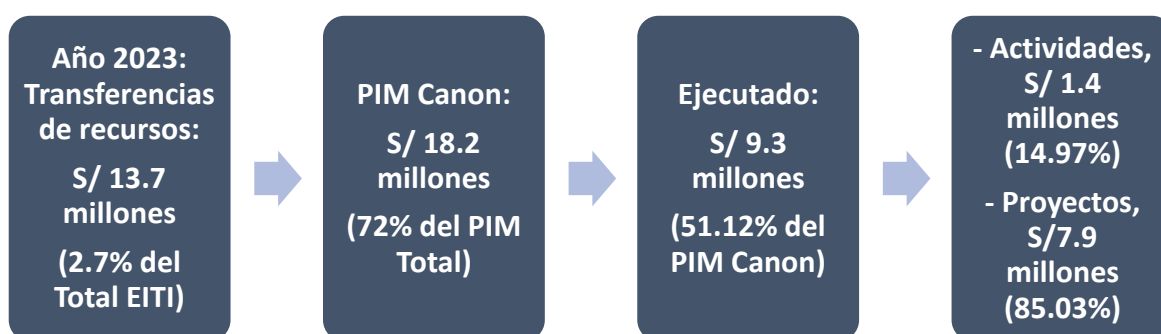 Año 2023:
Transferencias
de recursos:
S/ 13.7
millones
(2.7% del
Total EITI)
PIM Canon:
S/ 18.2
millones
(72% del PIM
Total)
Ejecutado:
S/ 9.3
millones
(51.12% del
PIM Canon)
- Actividades,
S/ 1.4
millones
(14.97%)
- Proyectos,
S/7.9
millones
(85.03%)